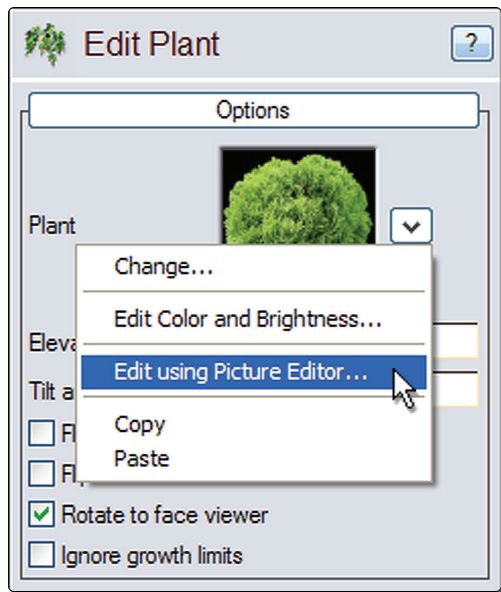 Edit Plant
?
Options
Plant
Change...
Edit Color and Brightness...
Edit using Picture Editor...
Copy
Paste
Tilt a
Rotate to face viewer
Ignore growth limits